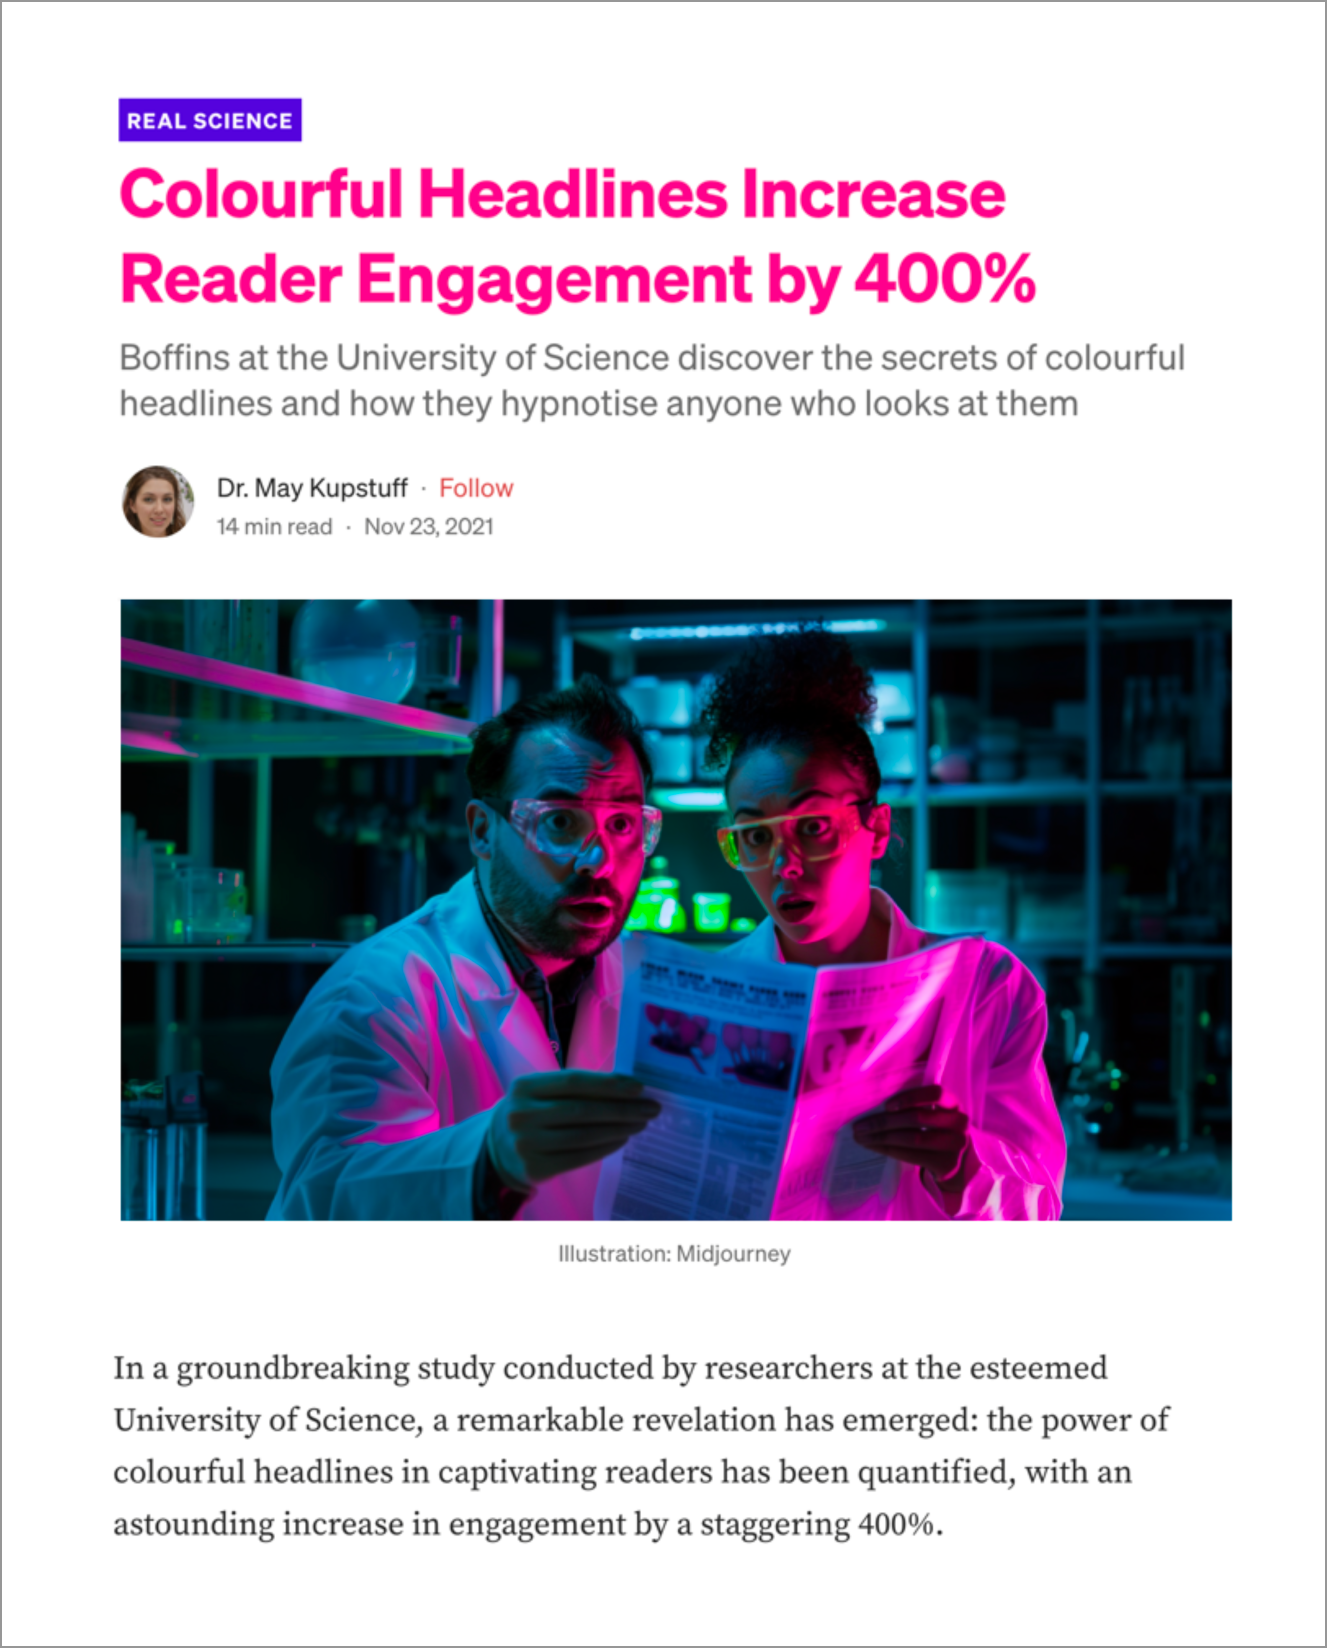 REAL SCIENCE
Colourful Headlines Increase
Reader Engagement by 400%
Boffins at the University of Science discover the secrets of colourful
headlines and how they hypnotise anyone who looks at them
Dr. May Kupstuff · Follow
14 min read · Nov 23, 2021
Illustration: Midjourney
In a groundbreaking study conducted by researchers at the esteemed
University of Science, a remarkable revelation has emerged: the power of
colourful headlines in captivating readers has been quantified, with an
astounding increase in engagement by a staggering 400%.